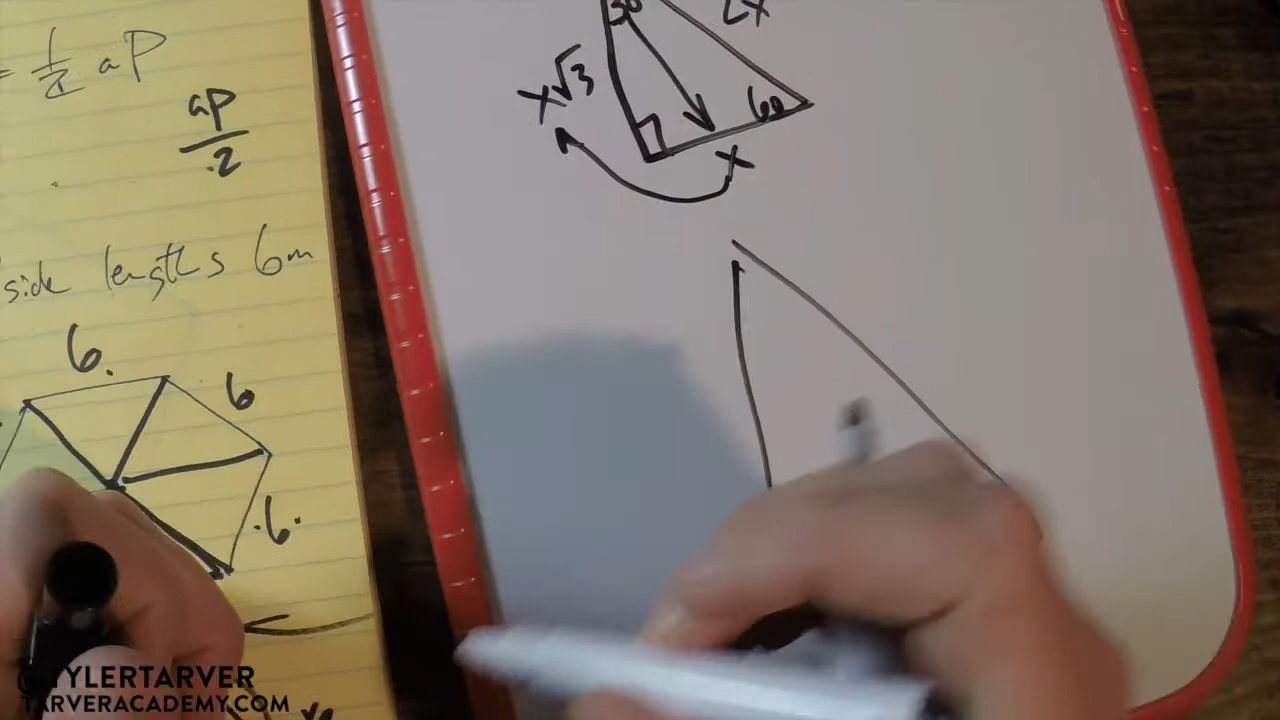 = 1/2 aP
aP
2
side lengths 6m
6.
6
.6.
30
2x
x√3
60
x
TYLERTARVER
TARVERACADEMY.COM